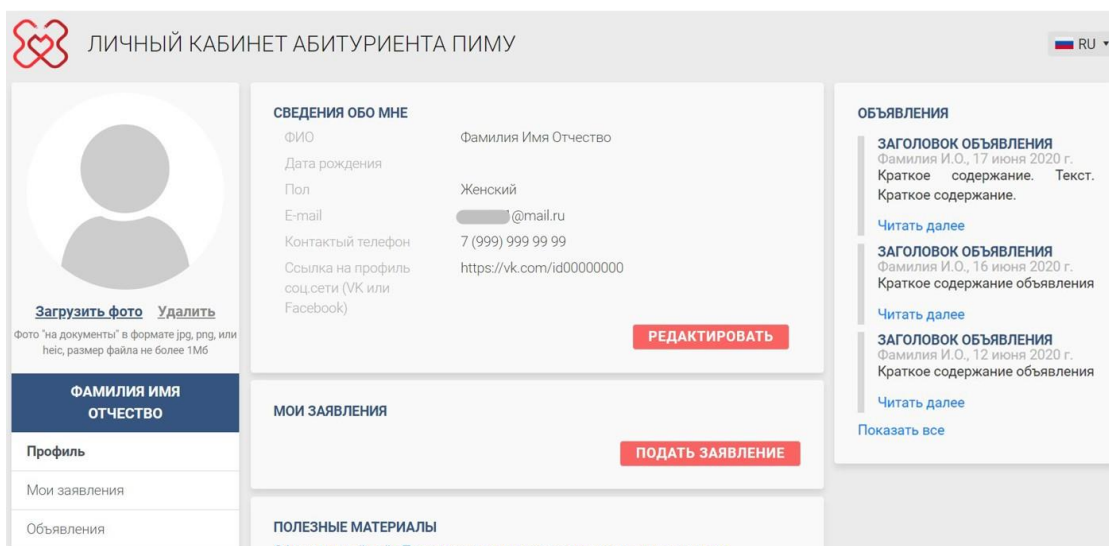 ЛИЧНЫЙ КАБИНЕТ АБИТУРИЕНТА ПИМУ
RU
Загрузить фото Удалить
Фото "на документы" в формате jpg, png, или
heic, размер файла не более 1Мб
ФАМИЛИЯ ИМЯ
ОТЧЕСТВО
Профиль
Мои заявления
Объявления
СВЕДЕНИЯ ОБО МНЕ
ФИО Фамилия Имя Отчество
Дата рождения
Пол Женский
E-mail @mail.ru
Контактый телефон 7 (999) 999 99 99
Ссылка на профиль https://vk.com/id00000000
соц.сети (VK или
Facebook)
РЕДАКТИРОВАТЬ
МОИ ЗАЯВЛЕНИЯ
ПОДАТЬ ЗАЯВЛЕНИЕ
ПОЛЕЗНЫЕ МАТЕРИАЛЫ
ОБЪЯВЛЕНИЯ
ЗАГОЛОВОК ОБЪЯВЛЕНИЯ
Фамилия И.О., 17 июня 2020 г.
Краткое содержание. Текст.
Краткое содержание.
Читать далее
ЗАГОЛОВОК ОБЪЯВЛЕНИЯ
Фамилия И.О., 16 июня 2020 г.
Краткое содержание объявления
Читать далее
ЗАГОЛОВОК ОБЪЯВЛЕНИЯ
Фамилия И.О., 12 июня 2020 г.
Краткое содержание объявления
Читать далее
Показать все